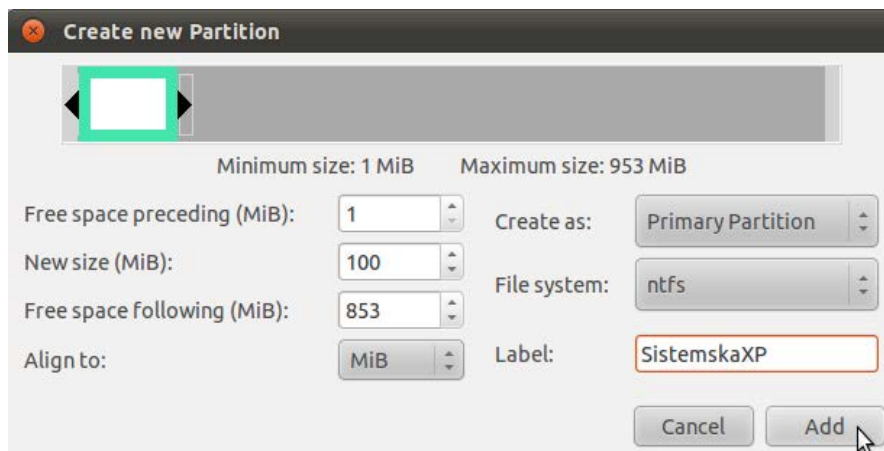 Create new Partition
Minimum size: 1 MiB Maximum size: 953 MiB
Free space preceding (MiB): 1
Create as: Primary Partition
New size (MiB): 100
File system: ntfs
Free space following (MiB): 853
Align to: MiB
Label: SistemskaXP
Cancel Add